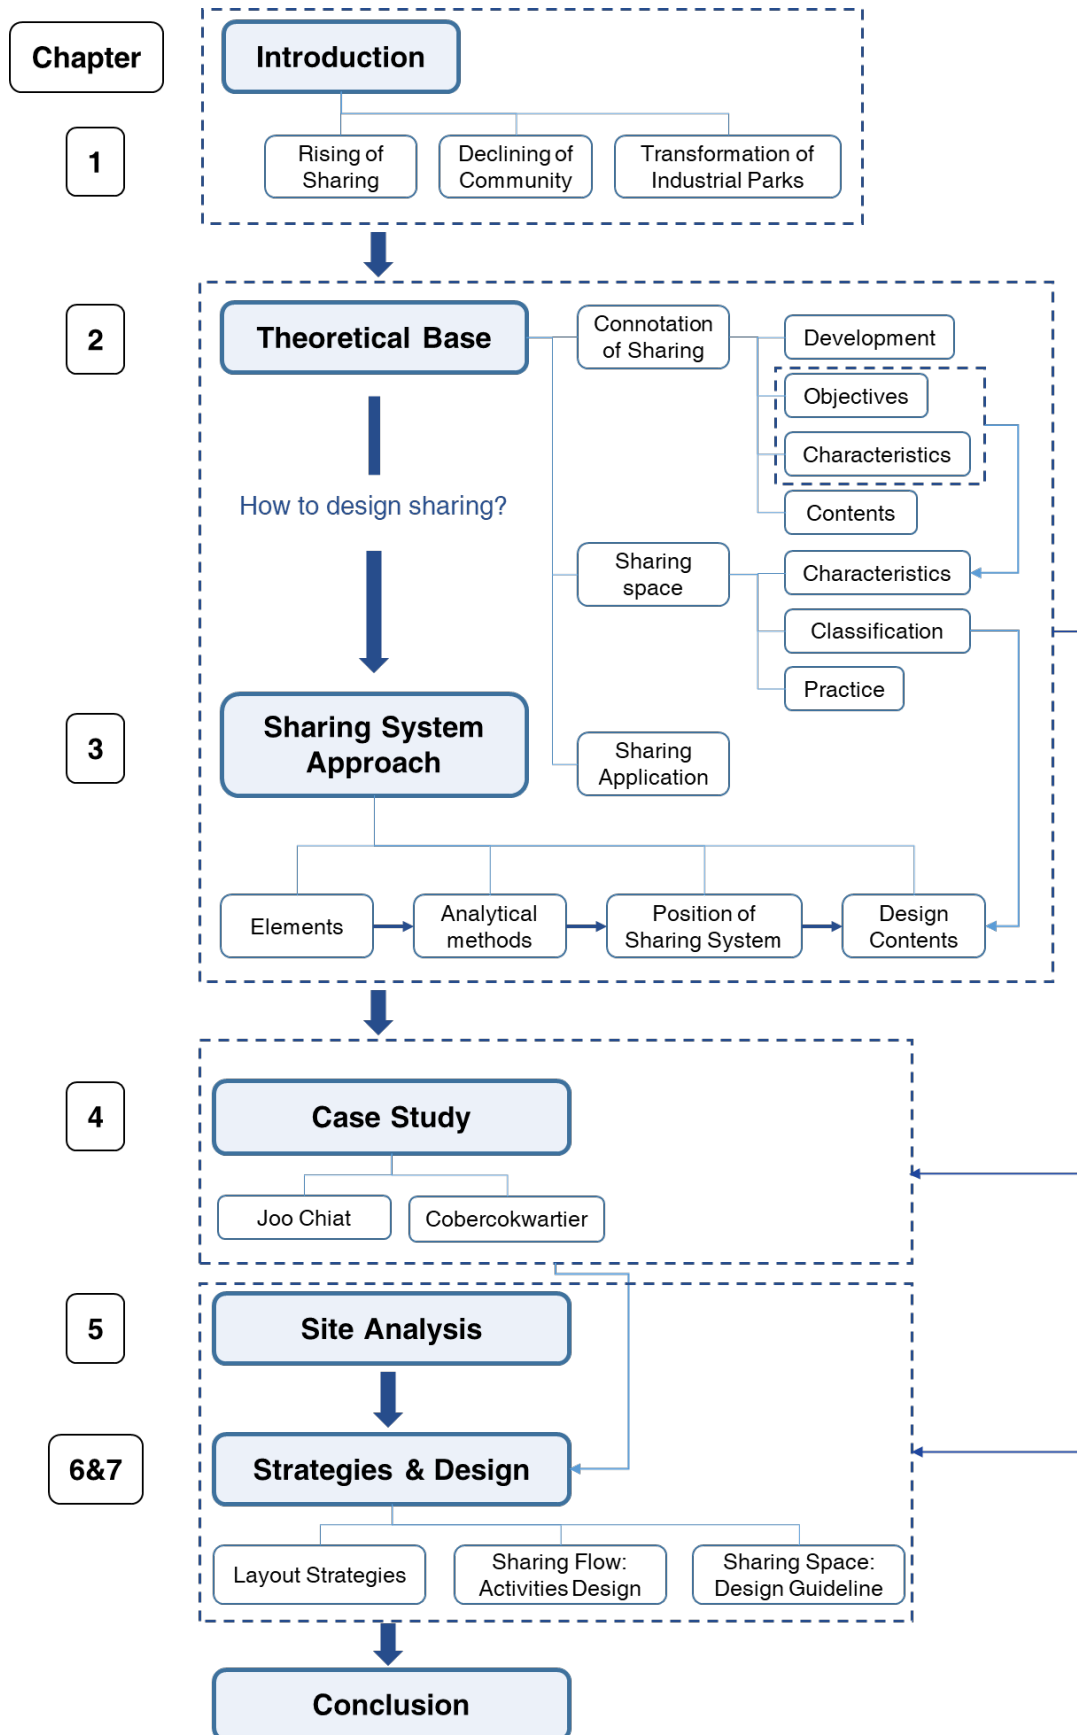 Chapter
Introduction
1
Rising of
Sharing
Declining of
Community
Transformation of
Industrial Parks
2
Theoretical Base
Connotation
of Sharing
Development
Objectives
Characteristics
Contents
How to design sharing?
Sharing
space
Characteristics
Classification
Practice
3
Sharing System
Approach
Sharing
Application
Elements
Analytical
methods
Position of
Sharing System
Design
Contents
4
Case Study
Joo Chiat
Cobercokwartier
5
Site Analysis
6&7
Strategies & Design
Layout Strategies
Sharing Flow:
Activities Design
Sharing Space:
Design Guideline
Conclusion